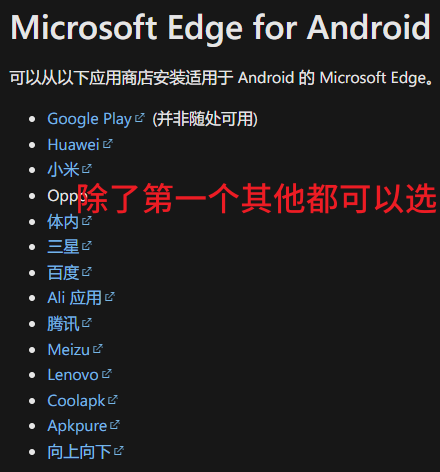 Microsoft Edge for Android
可以从以下应用商店安装适用于 Android 的 Microsoft Edge。
Google Play (并非随处可用)
Huawei
小米
Oppo
除了第一个其他都可以选
体内
三星
百度
Ali 应用
腾讯
Meizu
Lenovo
Coolapk
Apkpure
向上向下